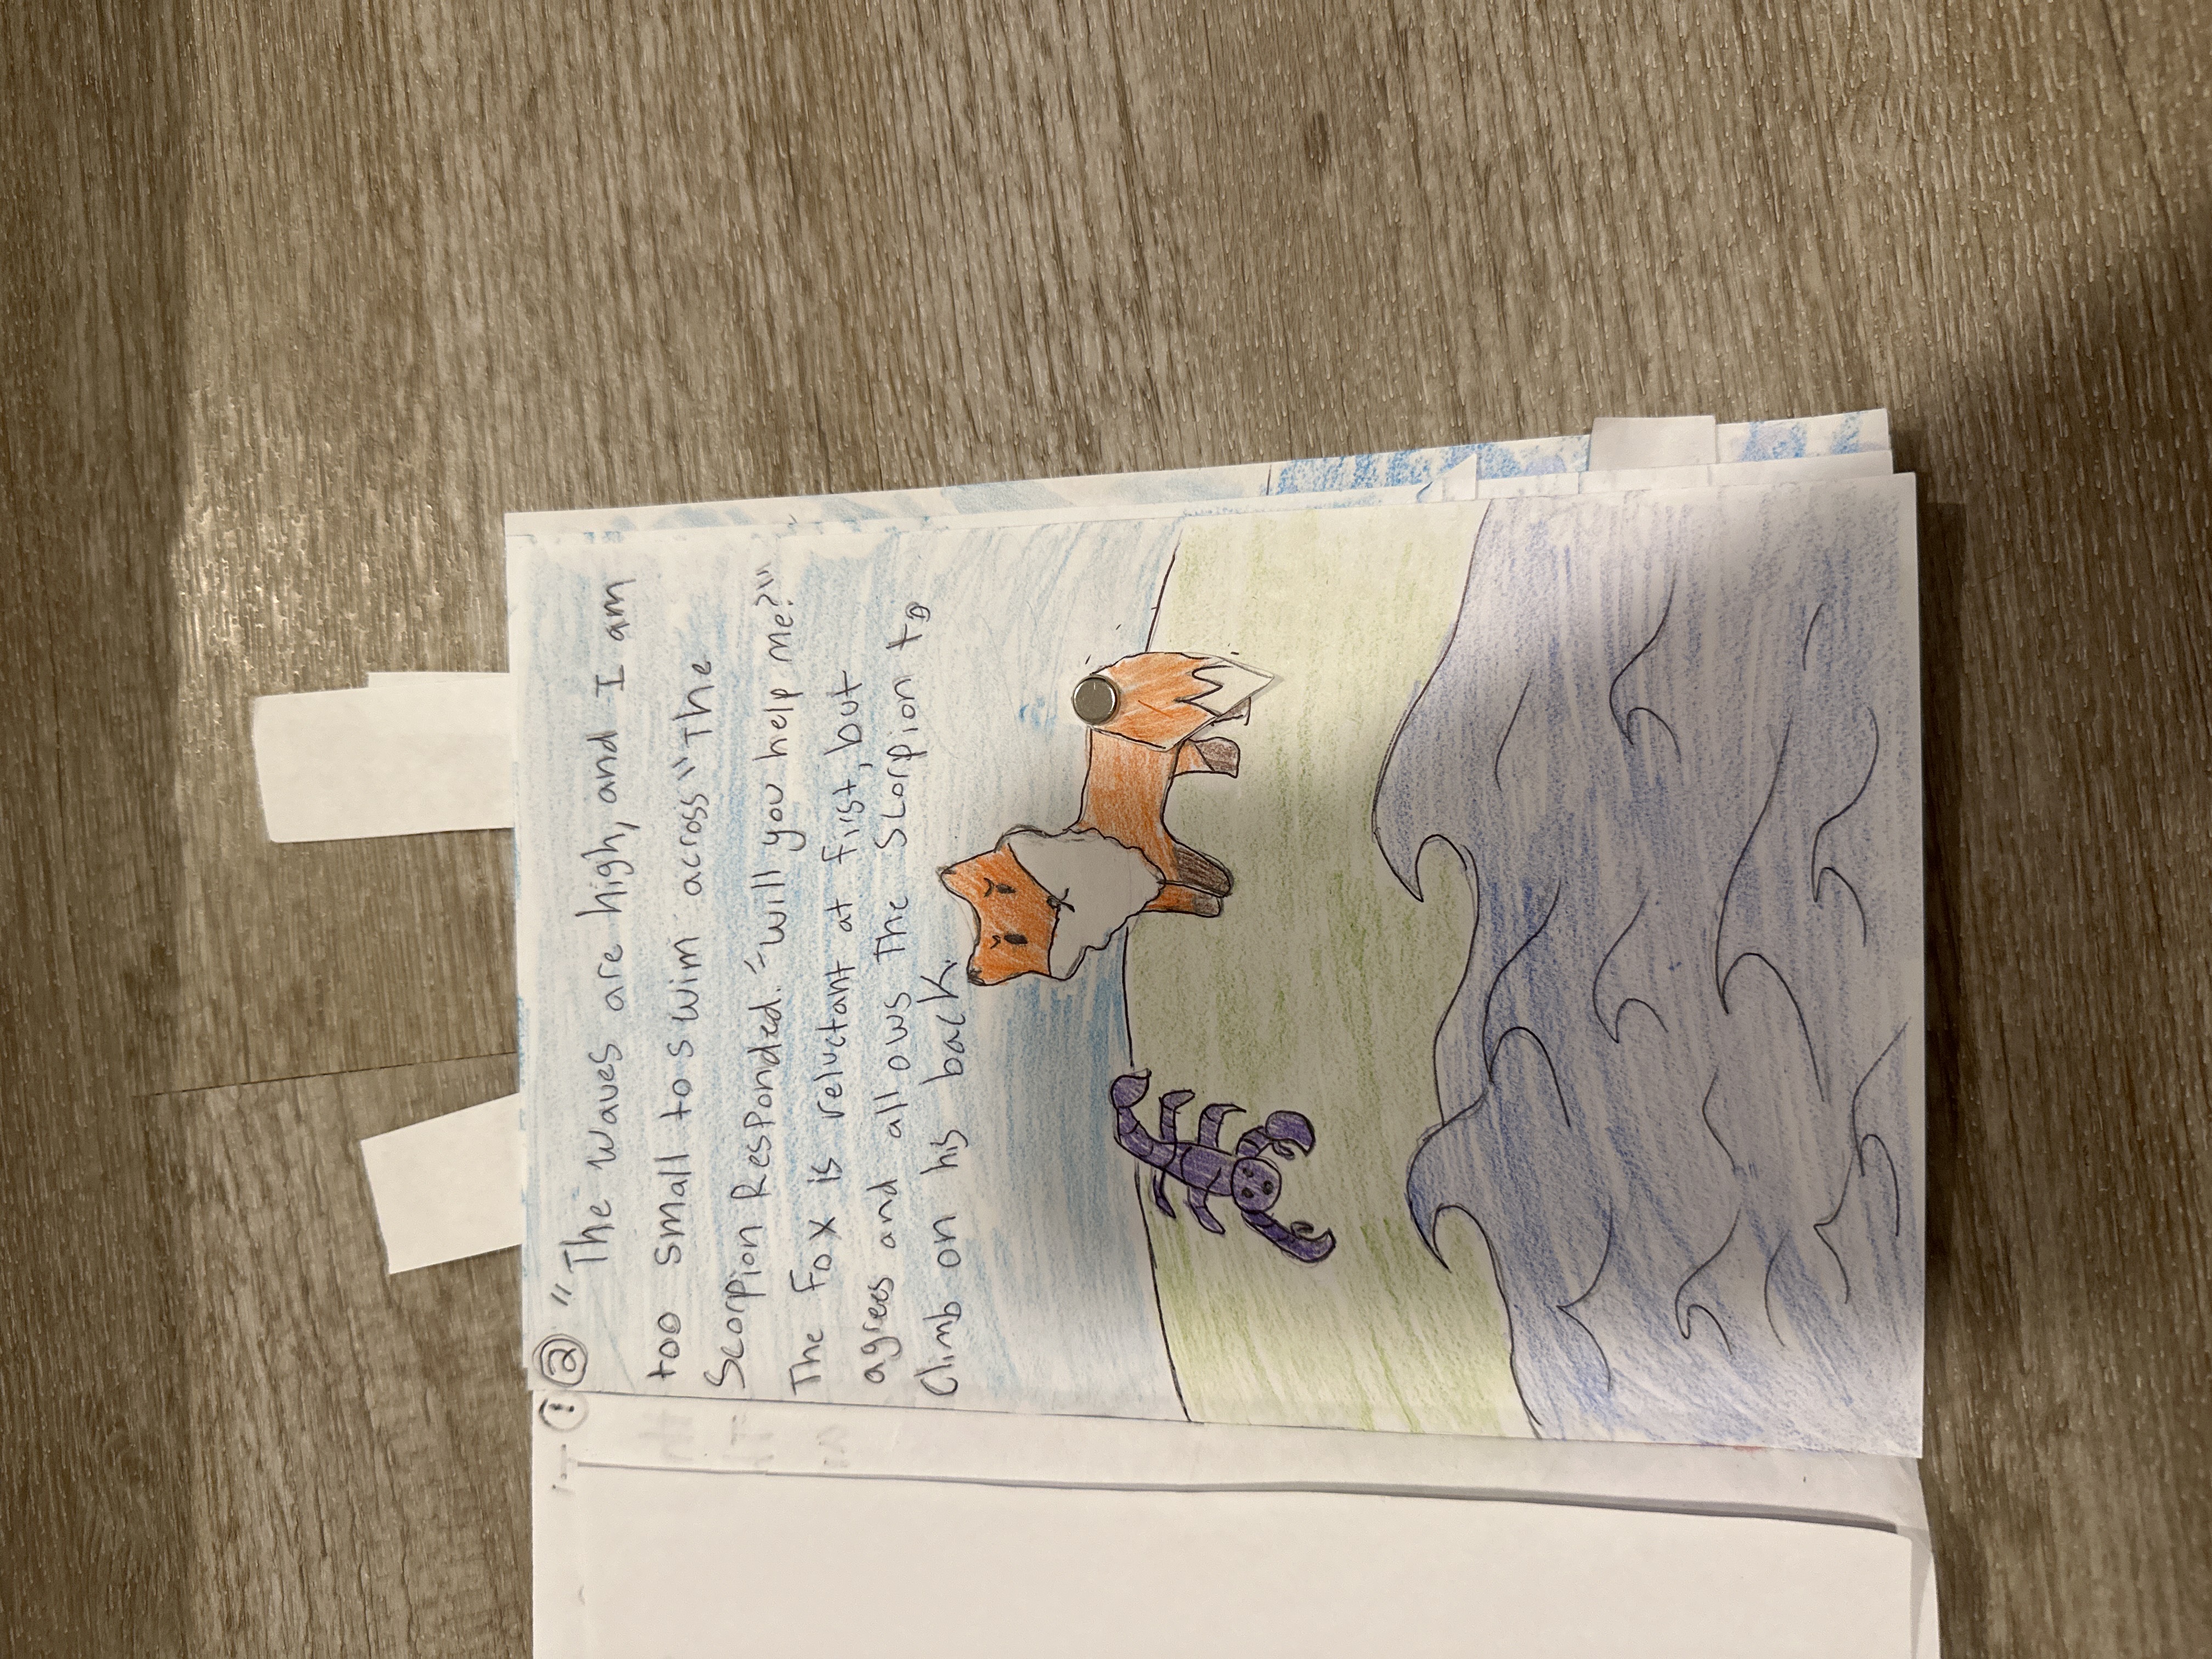 ② "The waves are high, and I am
too small to swim across" The
Scorpion Responded. "will you help me?"
The Fox is reluctant at first, but
agrees and allows The Scorpion to
Climb on his back.